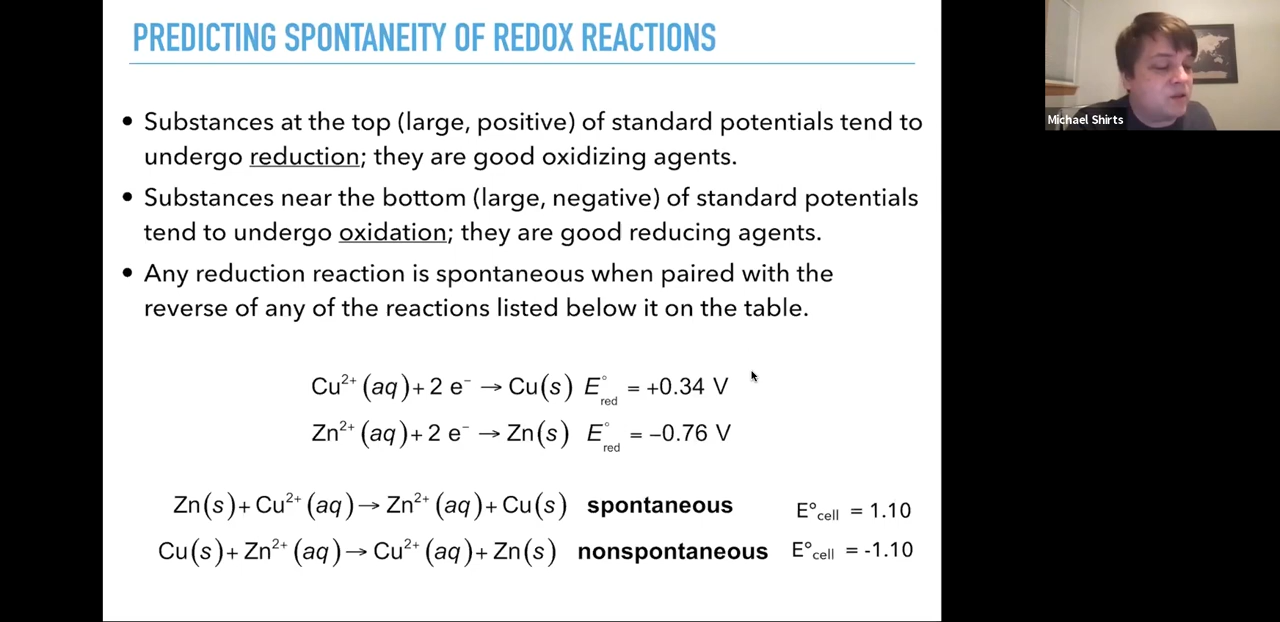 PREDICTING SPONTANEITY OF REDOX REACTIONS
• Substances at the top (large, positive) of standard potentials tend to
undergo reduction; they are good oxidizing agents.
• Substances near the bottom (large, negative) of standard potentials
tend to undergo oxidation; they are good reducing agents.
• Any reduction reaction is spontaneous when paired with the
reverse of any of the reactions listed below it on the table.
Cu²⁺ (aq) + 2 e⁻ → Cu(s) E°red = +0.34 V
Zn²⁺ (aq) + 2 e⁻ → Zn(s) E°red = −0.76 V
Zn(s) + Cu²⁺ (aq) → Zn²⁺ (aq) + Cu(s) spontaneous E°cell = 1.10
Cu(s) + Zn²⁺ (aq) → Cu²⁺ (aq) + Zn(s) nonspontaneous E°cell = -1.10
Michael Shirts